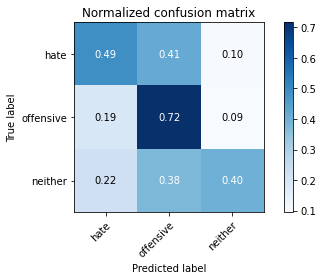 Normalized confusion matrix
True label
hate 0.49 0.41 0.10
offensive 0.19 0.72 0.09
neither 0.22 0.38 0.40
hate offensive neither
Predicted label
0.7
0.6
0.5
0.4
0.3
0.2
0.1